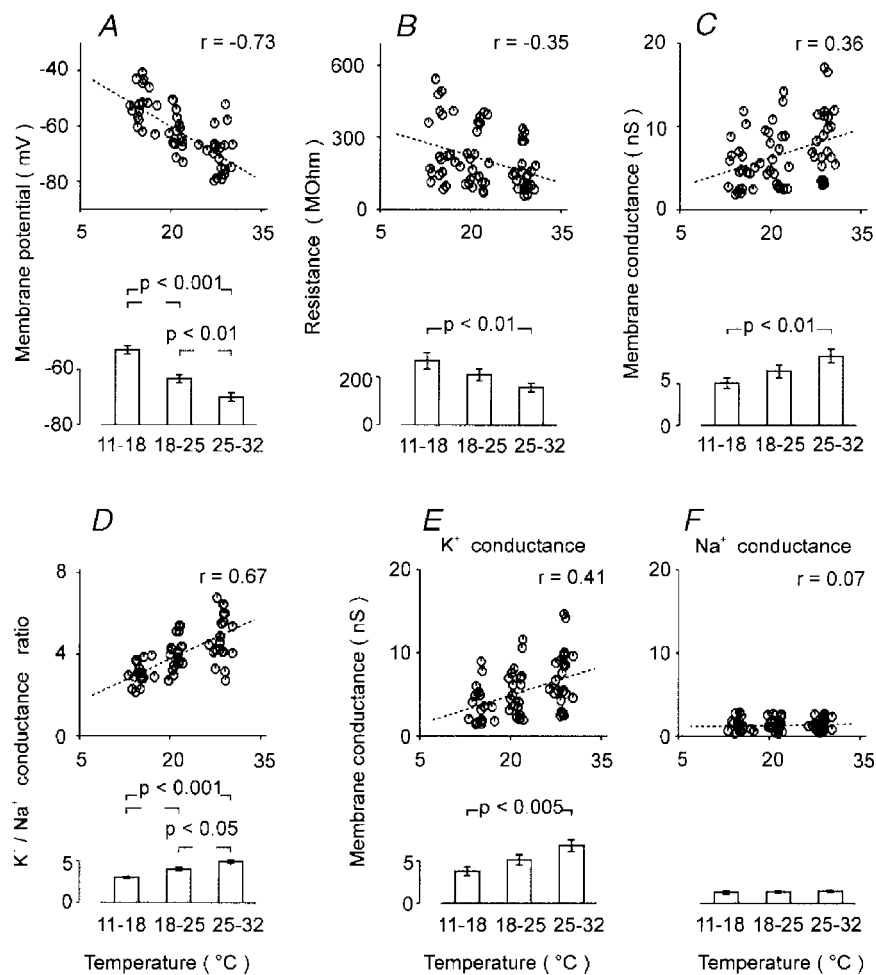 A
r = -0.73
B
r = -0.35
C
r = 0.36
Membrane potential ( mV )
-40
-60
-80
5 20 35
p < 0.001
p < 0.01
-60
-80
11-18 18-25 25-32
Resistance ( MOhm )
600
300
0
5 20 35
p < 0.01
200
0
11-18 18-25 25-32
Membrane conductance ( nS )
20
10
0
5 20 35
p < 0.01
5
0
11-18 18-25 25-32
D
r = 0.67
K⁺ / Na⁺ conductance ratio
8
4
0
5 20 35
p < 0.001
p < 0.05
5
0
11-18 18-25 25-32
Temperature ( °C )
E
K⁺ conductance
r = 0.41
Membrane conductance ( nS )
20
10
0
5 20 35
p < 0.005
5
0
11-18 18-25 25-32
Temperature ( °C )
F
Na⁺ conductance
r = 0.07
20
10
0
5 20 35
11-18 18-25 25-32
Temperature ( °C )